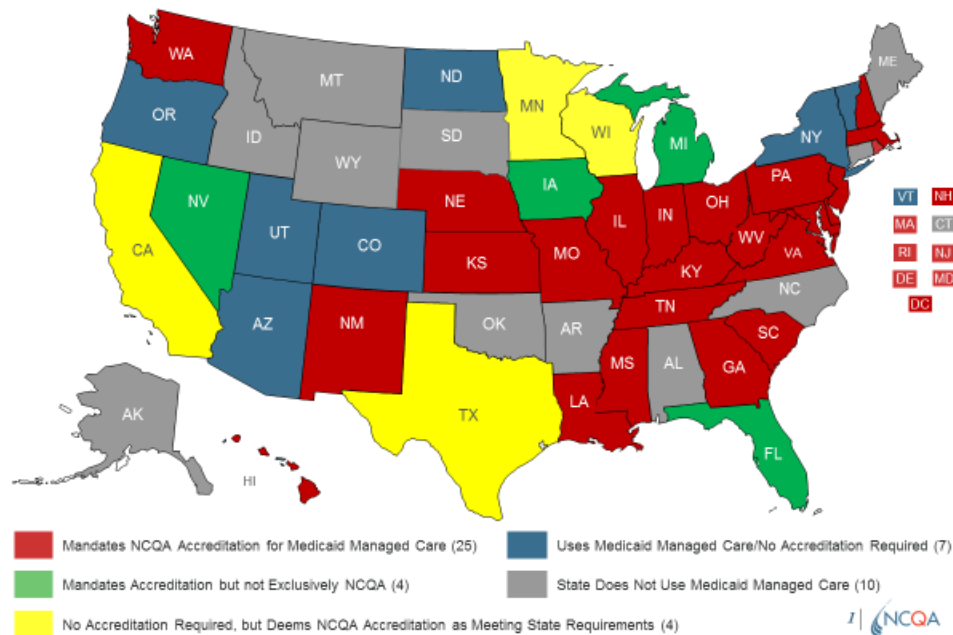 WA
MT
ND
MN
ME
OR
ID
SD
WI
NY
WY
MI
NV
IA
PA
VT
NH
NE
IL
IN
OH
CA
UT
CO
WV
MA
CT
KS
MO
VA
RI
NJ
KY
DE
MD
NC
TN
DC
AZ
NM
OK
AR
SC
MS
AL
GA
TX
LA
AK
FL
HI
Mandates NCQA Accreditation for Medicaid Managed Care (25)
Uses Medicaid Managed Care/No Accreditation Required (7)
Mandates Accreditation but not Exclusively NCQA (4)
State Does Not Use Medicaid Managed Care (10)
No Accreditation Required, but Deems NCQA Accreditation as Meeting State Requirements (4)
1 | NCQA